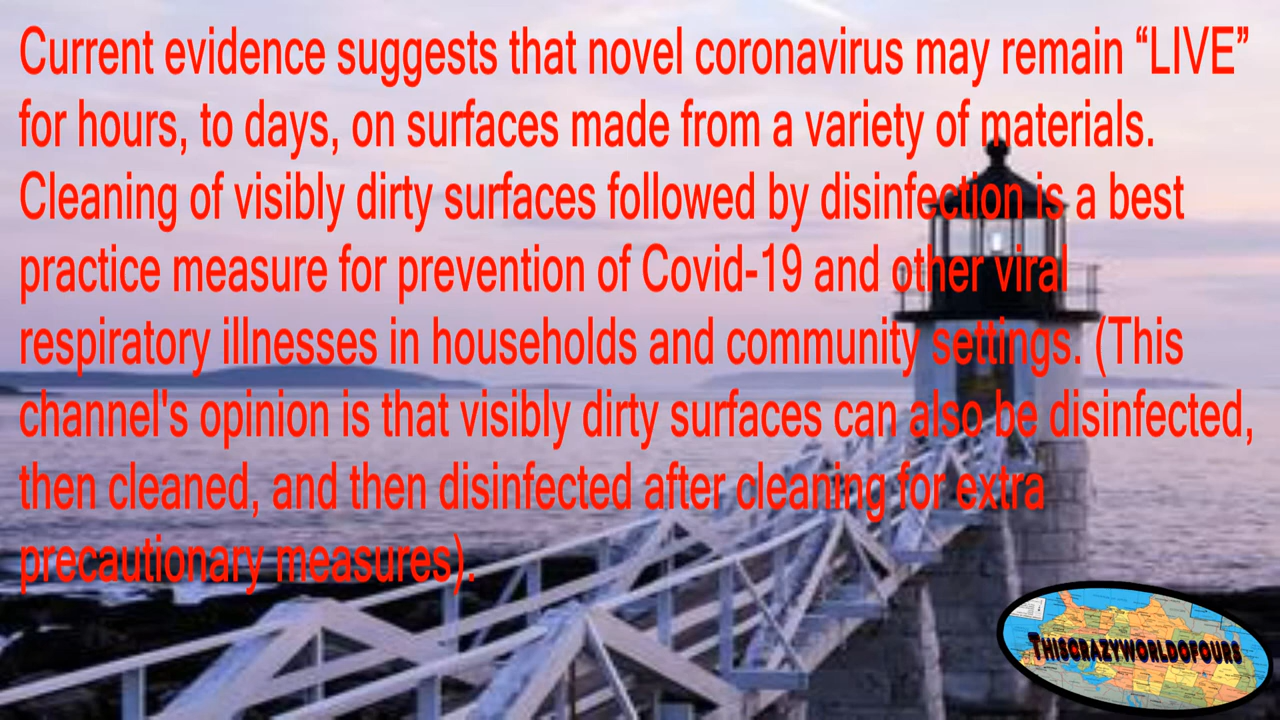 Current evidence suggests that novel coronavirus may remain “LIVE”
for hours, to days, on surfaces made from a variety of materials.
Cleaning of visibly dirty surfaces followed by disinfection is a best
practice measure for prevention of Covid-19 and other viral
respiratory illnesses in households and community settings. (This
channel's opinion is that visibly dirty surfaces can also be disinfected,
then cleaned, and then disinfected after cleaning for extra
precautionary measures).
THISCRAZYWORLDOFOURS